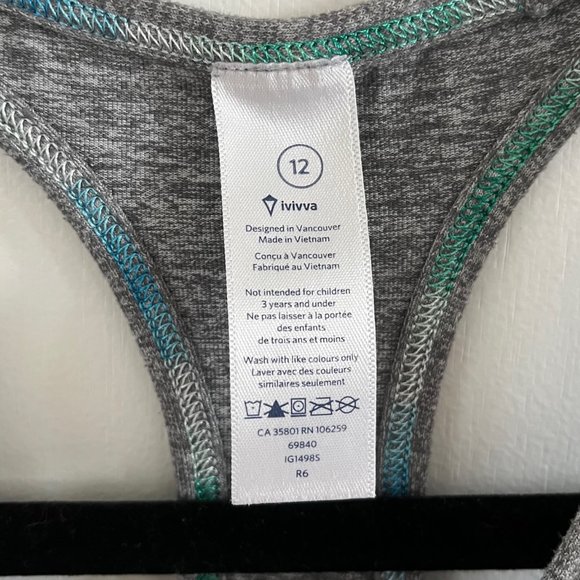 12
ivivva
Designed in Vancouver
Made in Vietnam
Conçu à Vancouver
Fabriqué au Vietnam
Not intended for children
3 years and under
Ne pas laisser à la portée
des enfants
de trois ans et moins
Wash with like colours only
Laver avec des couleurs
similaires seulement
CA 35801 RN 106259
69840
IG1498S
R6